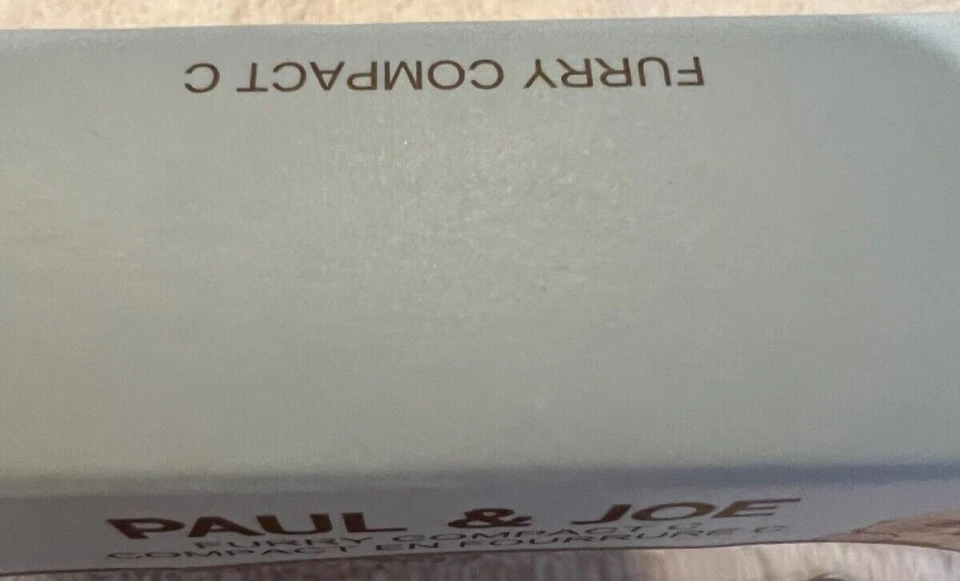 FURRY COMPACT C
PAUL & JOE
FURRY COMPACT C
COMPACT EN FOURRURE C